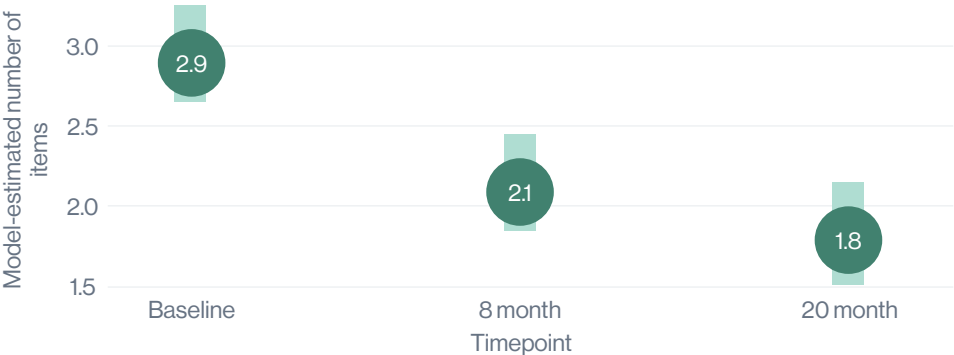 Model-estimated number of
items
3.0
2.5
2.0
1.5
2.9
2.1
1.8
Baseline
8 month
20 month
Timepoint